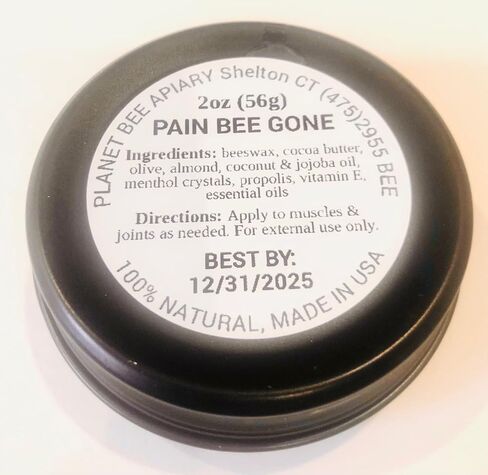 PLANET BEE APIARY Shelton CT (475)2955 BEE
2oz (56g)
PAIN BEE GONE
Ingredients: beeswax, cocoa butter,
olive, almond, coconut & jojoba oil,
menthol crystals, propolis, vitamin E,
essential oils
Directions: Apply to muscles &
joints as needed. For external use only.
BEST BY:
12/31/2025
100% NATURAL, MADE IN USA